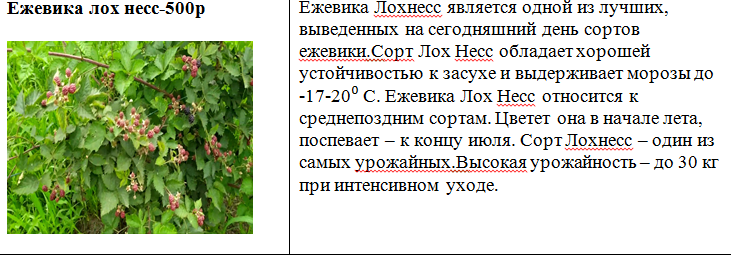 Ежевика лох несс-500р
Ежевика Лохнесс является одной из лучших,
выведенных на сегодняшний день сортов
ежевики.Сорт Лох Несс обладает хорошей
устойчивостью к засухе и выдерживает морозы до
-17-20⁰ С. Ежевика Лох Несс относится к
среднепоздним сортам. Цветет она в начале лета,
поспевает – к концу июля. Сорт Лохнесс – один из
самых урожайных.Высокая урожайность – до 30 кг
при интенсивном уходе.